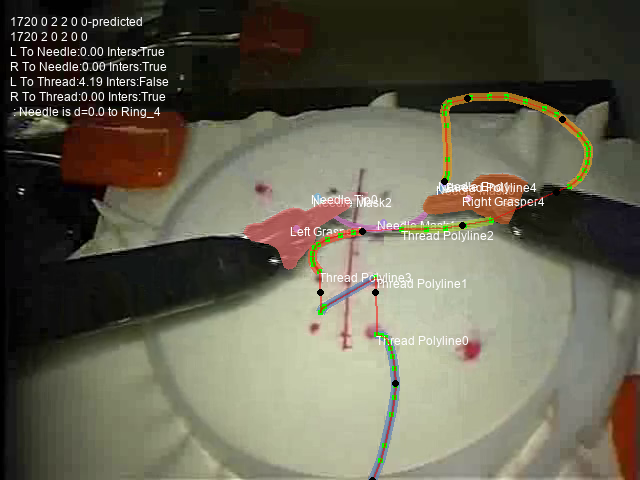 1720 0 2 2 0 0-predicted
1720 2 0 2 0 0
L To Needle:0.00 Inters:True
R To Needle:0.00 Inters:True
L To Thread:4.19 Inters:False
R To Thread:0.00 Inters:True
: Needle is d=0.0 to Ring_4
Thread Polyline4
Right Grasper4
Needle Tip0
Needle Mask2
Left Grasper
Needle Mask1
Thread Polyline2
Thread Polyline3
Thread Polyline1
Thread Polyline0